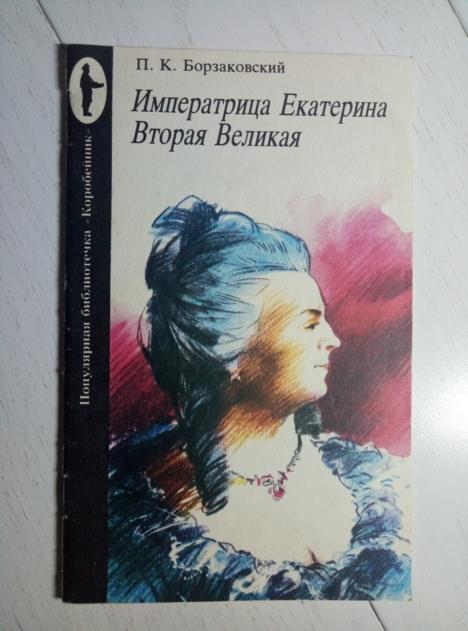 П. К. Борзаковский
Императрица Екатерина
Вторая Великая
Популярная библиотечка «Коробейник»